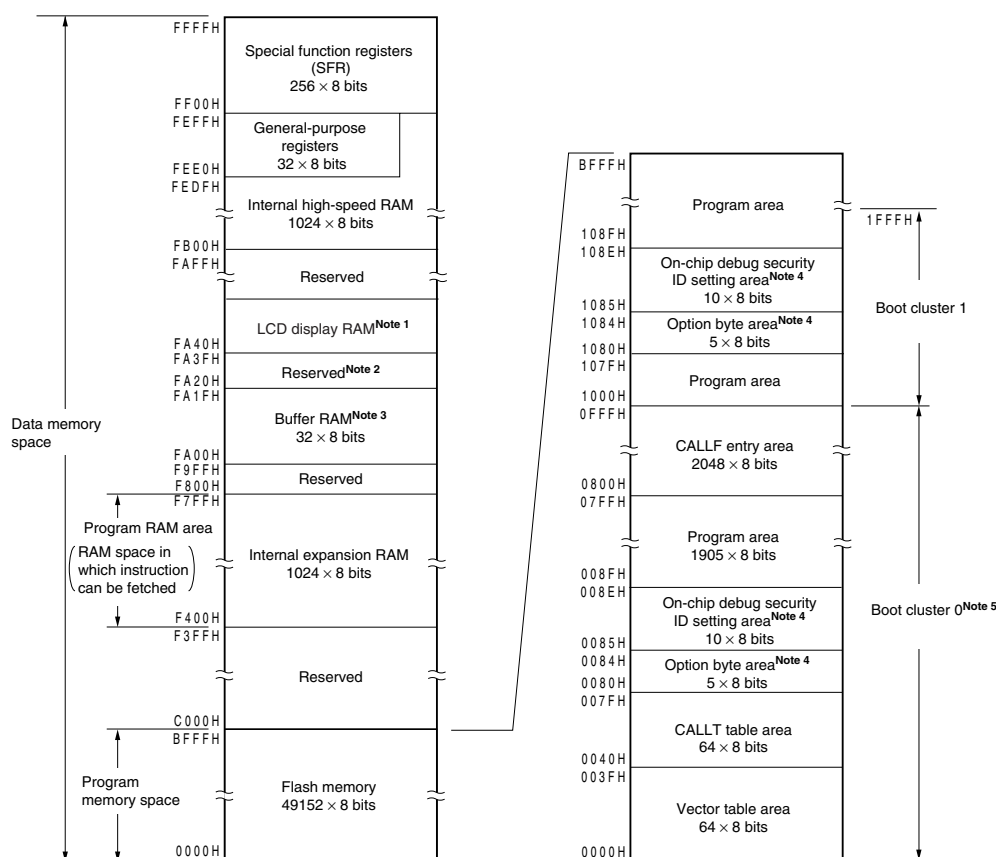 FFFFH
Special function registers
(SFR)
256 × 8 bits
FF00H
FEFFH
General-purpose
registers
32 × 8 bits
FEE0H
FEDFH
Internal high-speed RAM
1024 × 8 bits
FB00H
FAFFH
Reserved
LCD display RAMNote 1
FA40H
FA3FH
ReservedNote 2
FA20H
FA1FH
Buffer RAMNote 3
32 × 8 bits
FA00H
F9FFH
Reserved
F800H
F7FFH
Data memory
space
Program RAM area
(RAM space in
which instruction
can be fetched)
Internal expansion RAM
1024 × 8 bits
F400H
F3FFH
Reserved
C000H
BFFFH
Program
memory space
Flash memory
49152 × 8 bits
0000H
BFFFH
Program area
1FFFH
108FH
108EH
On-chip debug security
ID setting areaNote 4
10 × 8 bits
Boot cluster 1
1085H
1084H
Option byte areaNote 4
5 × 8 bits
1080H
107FH
Program area
1000H
0FFFH
CALLF entry area
2048 × 8 bits
0800H
07FFH
Program area
1905 × 8 bits
008FH
008EH
On-chip debug security
ID setting areaNote 4
10 × 8 bits
Boot cluster 0Note 5
0085H
0084H
Option byte areaNote 4
5 × 8 bits
0080H
007FH
CALLT table area
64 × 8 bits
0040H
003FH
Vector table area
64 × 8 bits
0000H